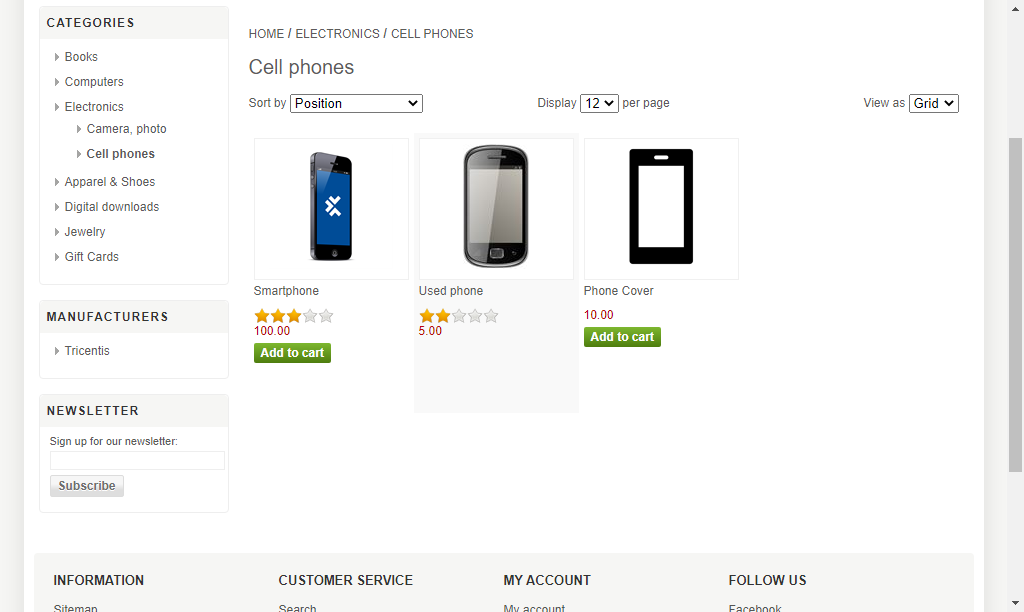 CATEGORIES
Books
Computers
Electronics
Camera, photo
Cell phones
Apparel & Shoes
Digital downloads
Jewelry
Gift Cards
MANUFACTURERS
Tricentis
NEWSLETTER
Sign up for our newsletter:
Subscribe
HOME / ELECTRONICS / CELL PHONES
Cell phones
Sort by Position Display 12 per page View as Grid
Smartphone
100.00
Add to cart
Used phone
5.00
Phone Cover
10.00
Add to cart
INFORMATION
Sitemap
CUSTOMER SERVICE
Search
MY ACCOUNT
My account
FOLLOW US
Facebook